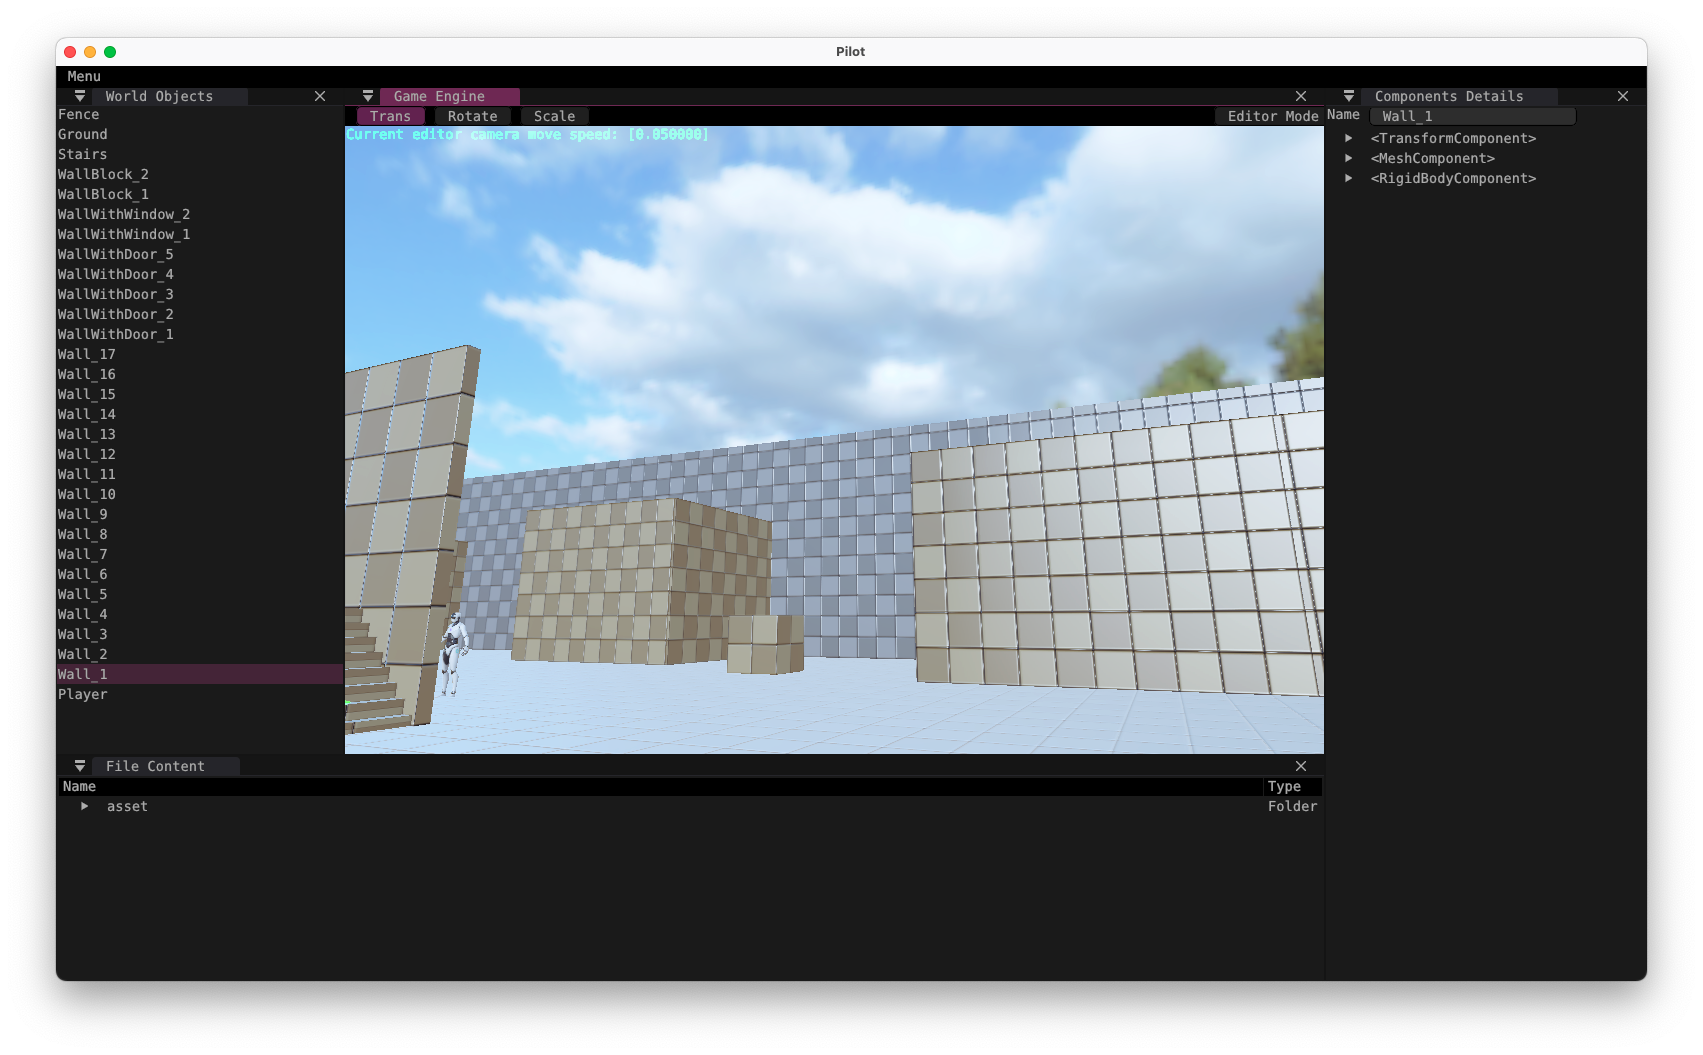 Pilot
Menu
World Objects
Fence
Ground
Stairs
WallBlock_2
WallBlock_1
WallWithWindow_2
WallWithWindow_1
WallWithDoor_5
WallWithDoor_4
WallWithDoor_3
WallWithDoor_2
WallWithDoor_1
Wall_17
Wall_16
Wall_15
Wall_14
Wall_13
Wall_12
Wall_11
Wall_10
Wall_9
Wall_8
Wall_7
Wall_6
Wall_5
Wall_4
Wall_3
Wall_2
Wall_1
Player
Game Engine
Trans Rotate Scale Editor Mode
Current editor camera move speed: [0.050000]
Components Details
Name Wall_1
<TransformComponent>
<MeshComponent>
<RigidBodyComponent>
File Content
Name Type
asset Folder